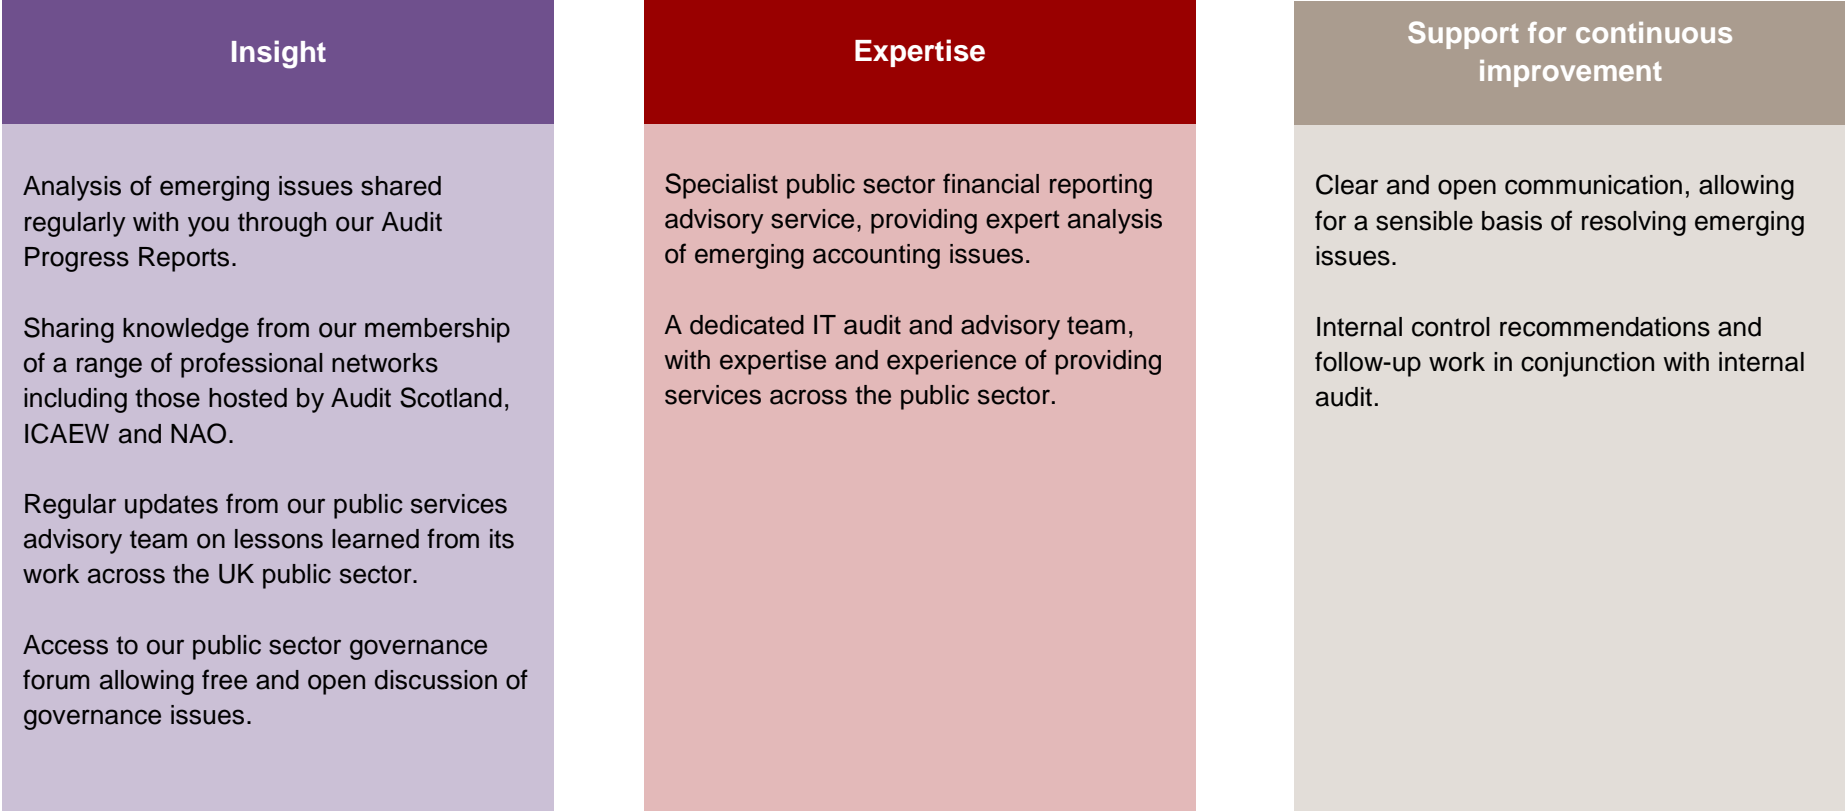 Insight
Analysis of emerging issues shared
regularly with you through our Audit
Progress Reports.
Sharing knowledge from our membership
of a range of professional networks
including those hosted by Audit Scotland,
ICAEW and NAO.
Regular updates from our public services
advisory team on lessons learned from its
work across the UK public sector.
Access to our public sector governance
forum allowing free and open discussion of
governance issues.
Expertise
Specialist public sector financial reporting
advisory service, providing expert analysis
of emerging accounting issues.
A dedicated IT audit and advisory team,
with expertise and experience of providing
services across the public sector.
Support for continuous
improvement
Clear and open communication, allowing
for a sensible basis of resolving emerging
issues.
Internal control recommendations and
follow-up work in conjunction with internal
audit.